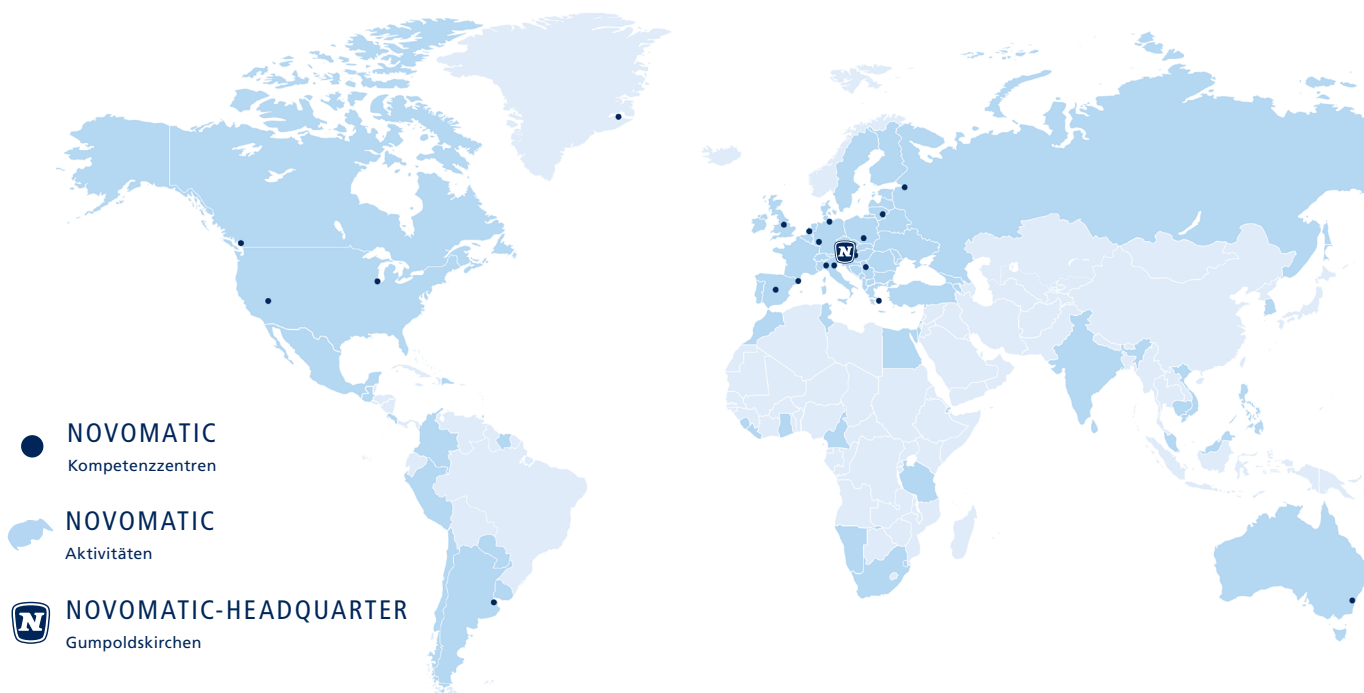 NOVOMATIC
Kompetenzzentren
NOVOMATIC
Aktivitäten
N
NOVOMATIC-HEADQUARTER
Gumpoldskirchen
N